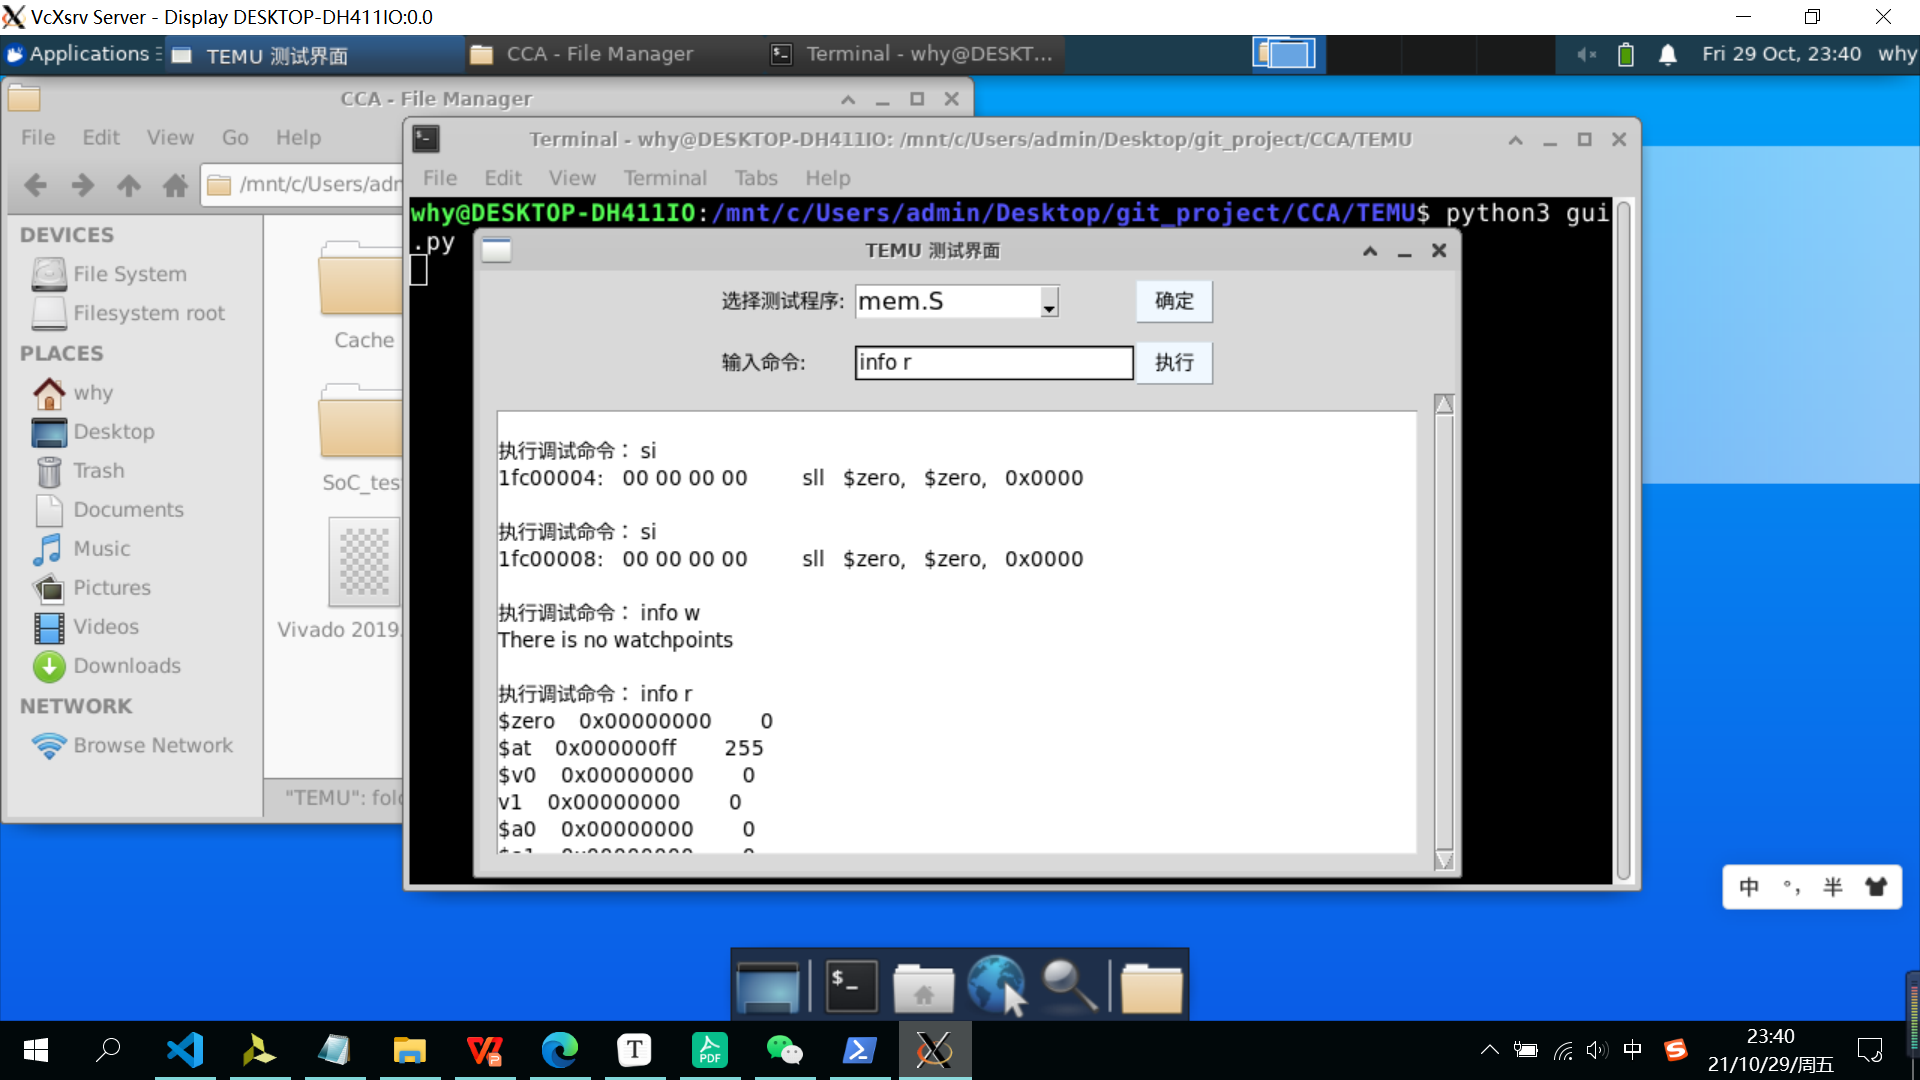 VcXsrv Server - Display DESKTOP-DH411IO:0.0
Applications
TEMU 测试界面
CCA - File Manager
Terminal - why@DESKT...
Fri 29 Oct, 23:40
why
CCA - File Manager
File Edit View Go Help
/mnt/c/Users/adr
DEVICES
File System
Filesystem root
PLACES
why
Desktop
Trash
Documents
Music
Pictures
Videos
Downloads
NETWORK
Browse Network
Cache
SoC_tes
Vivado 2019.
"TEMU": fol
Terminal - why@DESKTOP-DH411IO: /mnt/c/Users/admin/Desktop/git_project/CCA/TEMU
File Edit View Terminal Tabs Help
why@DESKTOP-DH411IO:/mnt/c/Users/admin/Desktop/git_project/CCA/TEMU$ python3 gui
.py
TEMU 测试界面
选择测试程序: mem.S 确定
输入命令: info r 执行
执行调试命令： si
1fc00004: 00 00 00 00 sll $zero, $zero, 0x0000
执行调试命令： si
1fc00008: 00 00 00 00 sll $zero, $zero, 0x0000
执行调试命令： info w
There is no watchpoints
执行调试命令： info r
$zero 0x00000000 0
$at 0x000000ff 255
$v0 0x00000000 0
v1 0x00000000 0
$a0 0x00000000 0
中 °, 半
$_
T
PDF
中
23:40
21/10/29/周五